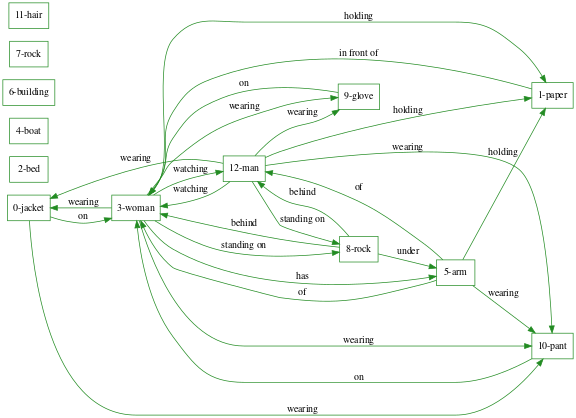 11-hair
holding
7-rock
in front of
6-building
on
9-glove
1-paper
wearing
wearing
holding
4-boat
wearing
holding
wearing
2-bed
watching
12-man
watching
of
behind
0-jacket
wearing
3-woman
on
standing on
behind
standing on
8-rock
under
5-arm
has
of
wearing
wearing
10-pant
on
wearing